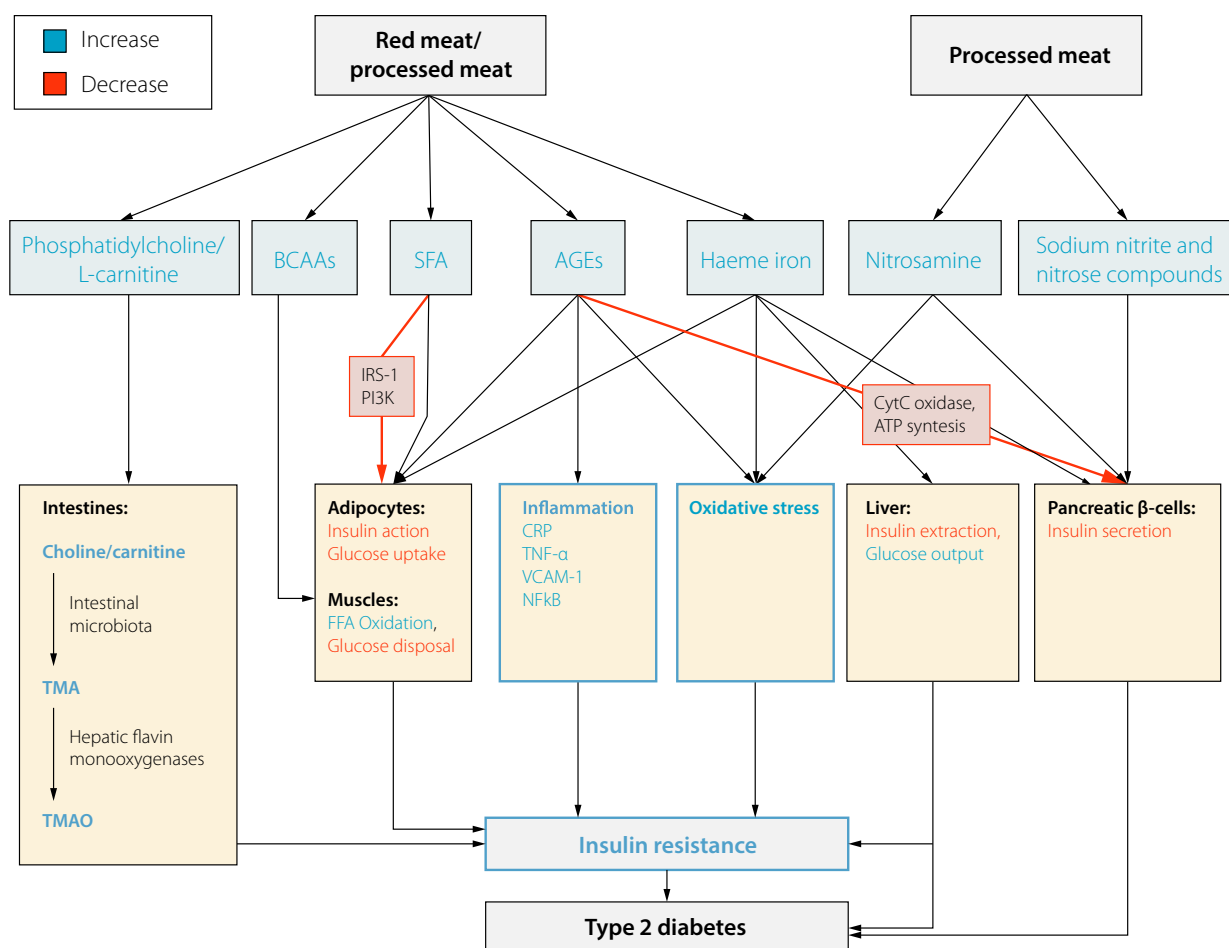 Increase
Decrease
Red meat/
processed meat
Processed meat
Phosphatidylcholine/
L-carnitine
BCAAs
SFA
AGEs
Haeme iron
Nitrosamine
Sodium nitrite and
nitrose compounds
IRS-1
PI3K
CytC oxidase,
ATP syntesis
Intestines:
Choline/carnitine
Intestinal
microbiota
TMA
Hepatic flavin
monooxygenases
TMAO
Adipocytes:
Insulin action
Glucose uptake
Muscles:
FFA Oxidation,
Glucose disposal
Inflammation
CRP
TNF-α
VCAM-1
NFkB
Oxidative stress
Liver:
Insulin extraction,
Glucose output
Pancreatic β-cells:
Insulin secretion
Insulin resistance
Type 2 diabetes